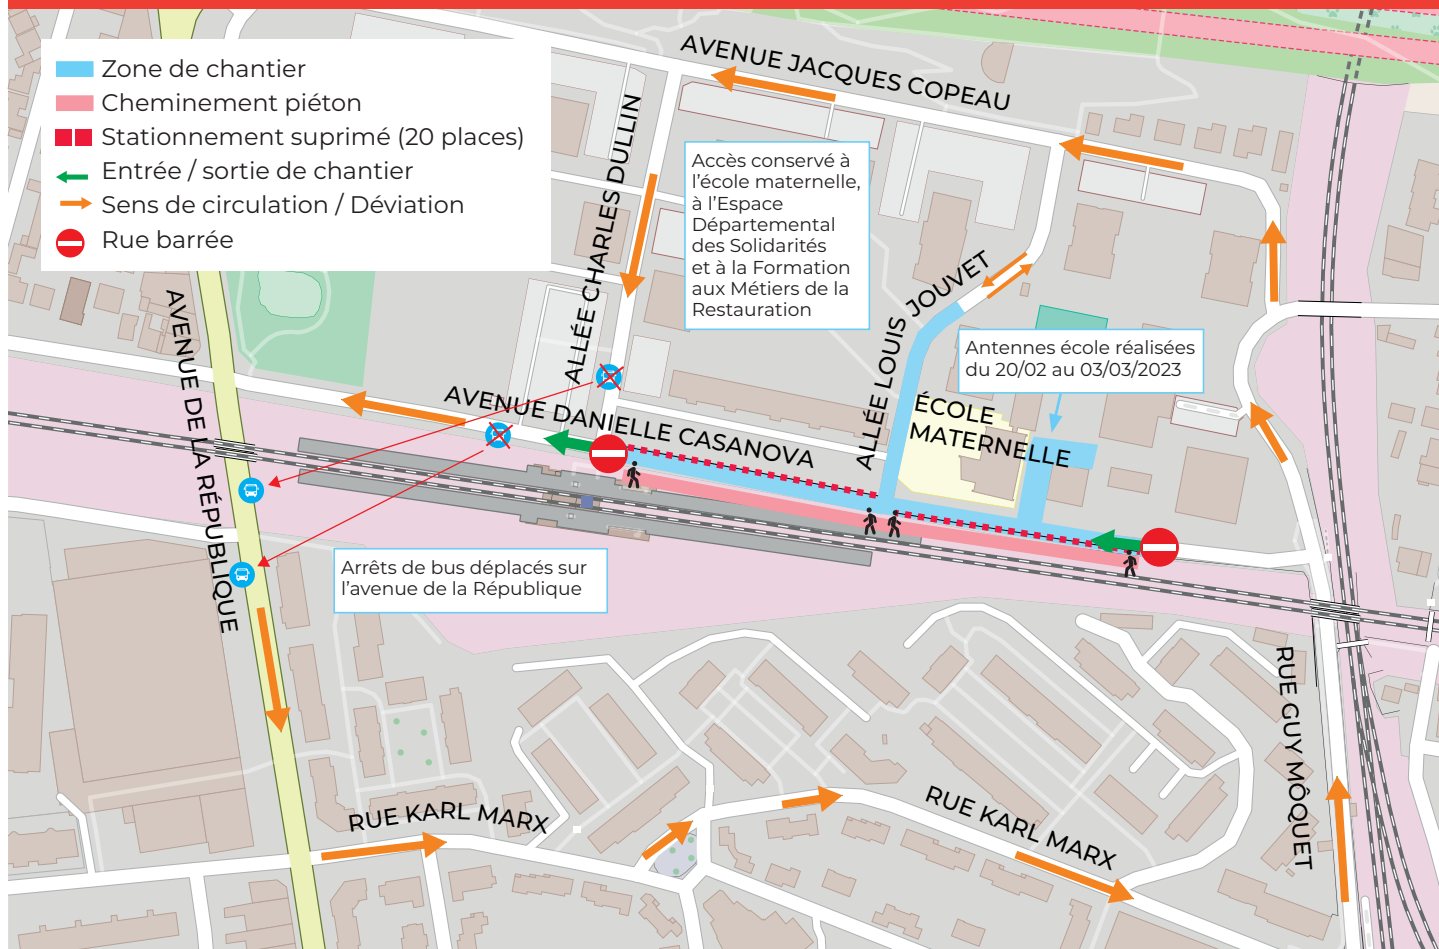 Zone de chantier
Cheminement piéton
Stationnement suprimé (20 places)
Entrée / sortie de chantier
Sens de circulation / Déviation
Rue barrée
AVENUE JACQUES COPEAU
ALLÉE CHARLES DULLIN
Accès conservé à
l'école maternelle,
à l'Espace
Départemental
des Solidarités
et à la Formation
aux Métiers de la
Restauration
ALLÉE LOUIS JOUVET
Antennes école réalisées
du 20/02 au 03/03/2023
AVENUE DE LA RÉPUBLIQUE
AVENUE DANIELLE CASANOVA
ÉCOLE
MATERNELLE
Arrêts de bus déplacés sur
l'avenue de la République
RUE GUY MÔQUET
RUE KARL MARX
RUE KARL MARX